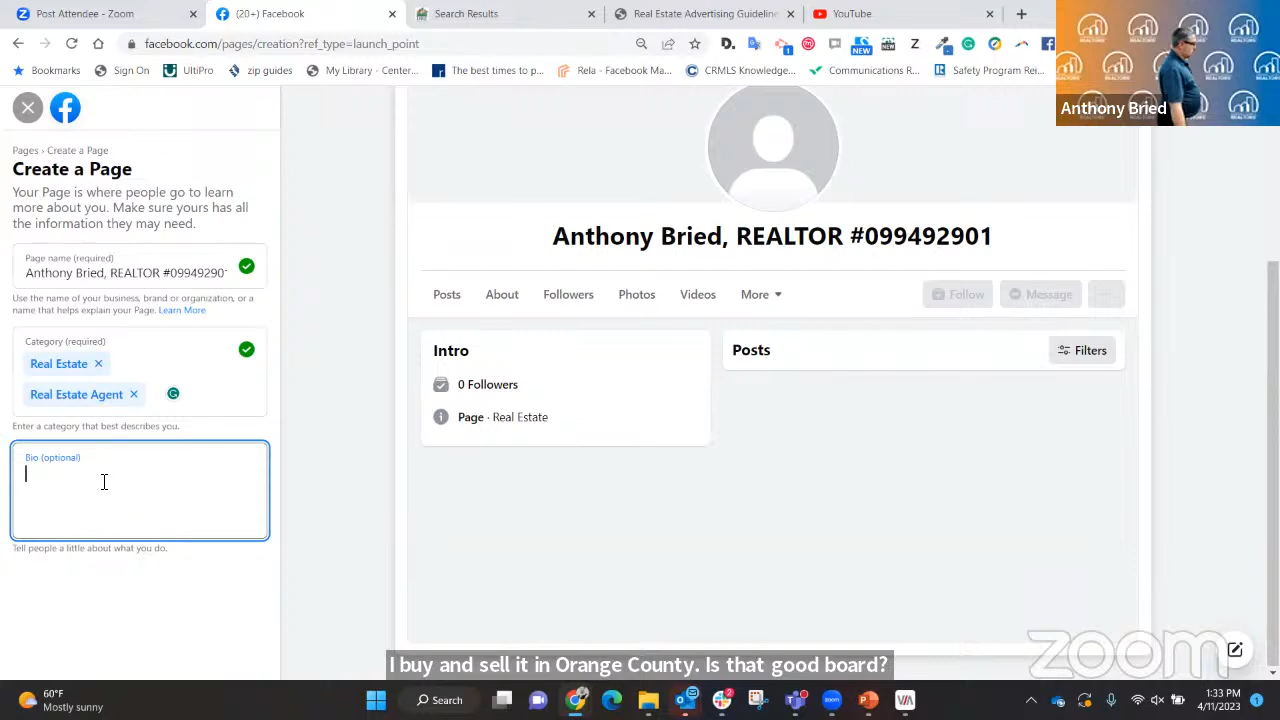 Post Attendee - Zoom
(20+) Facebook
Search Results
Real Estate Advertising Guideline
YouTube
facebook.com/pages/creation?ref_type=launch_point
Bookmarks
Sign On
UltiPro
zip guides
My Library - Center...
The best times to p...
Rela - Facebook Ma...
CRMLS Knowledge...
Communications R...
Safety Program Rei...
Anthony Bried
Pages › Create a Page
Create a Page
Your Page is where people go to learn
more about you. Make sure yours has all
the information they may need.
Page name (required)
Anthony Bried, REALTOR #09949290
Use the name of your business, brand or organization, or a
name that helps explain your Page. Learn More
Category (required)
Real Estate
Real Estate Agent
Enter a category that best describes you.
Bio (optional)
Tell people a little about what you do.
Anthony Bried, REALTOR #099492901
Posts
About
Followers
Photos
Videos
More
Follow
Message
Intro
0 Followers
Page · Real Estate
Posts
Filters
I buy and sell it in Orange County. Is that good board?
zoom
60°F
Mostly sunny
Search
1:33 PM
4/11/2023